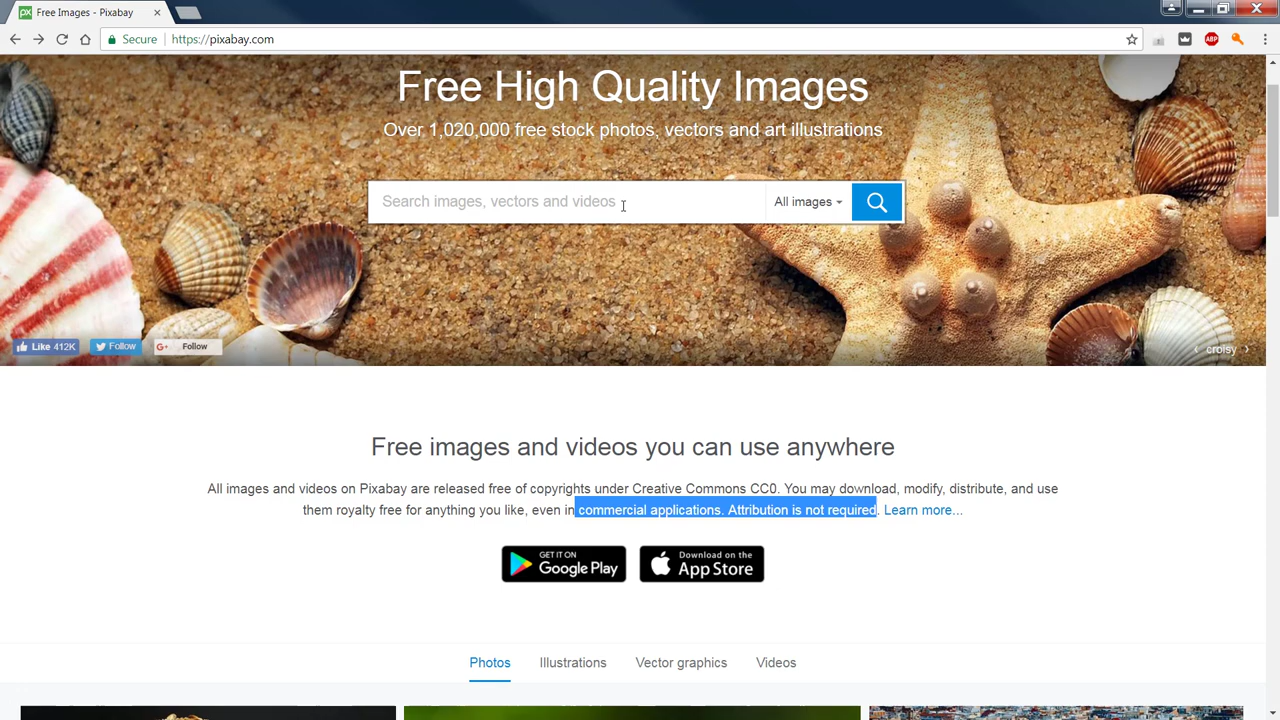 Free Images - Pixabay
Secure https://pixabay.com
ABP
Free High Quality Images
Over 1,020,000 free stock photos, vectors and art illustrations
Search images, vectors and videos All images
Like 412K Follow G+ Follow ‹ croisy ›
Free images and videos you can use anywhere
All images and videos on Pixabay are released free of copyrights under Creative Commons CC0. You may download, modify, distribute, and use
them royalty free for anything you like, even in commercial applications. Attribution is not required. Learn more...
GET IT ON
Google Play
Download on the
App Store
Photos Illustrations Vector graphics Videos